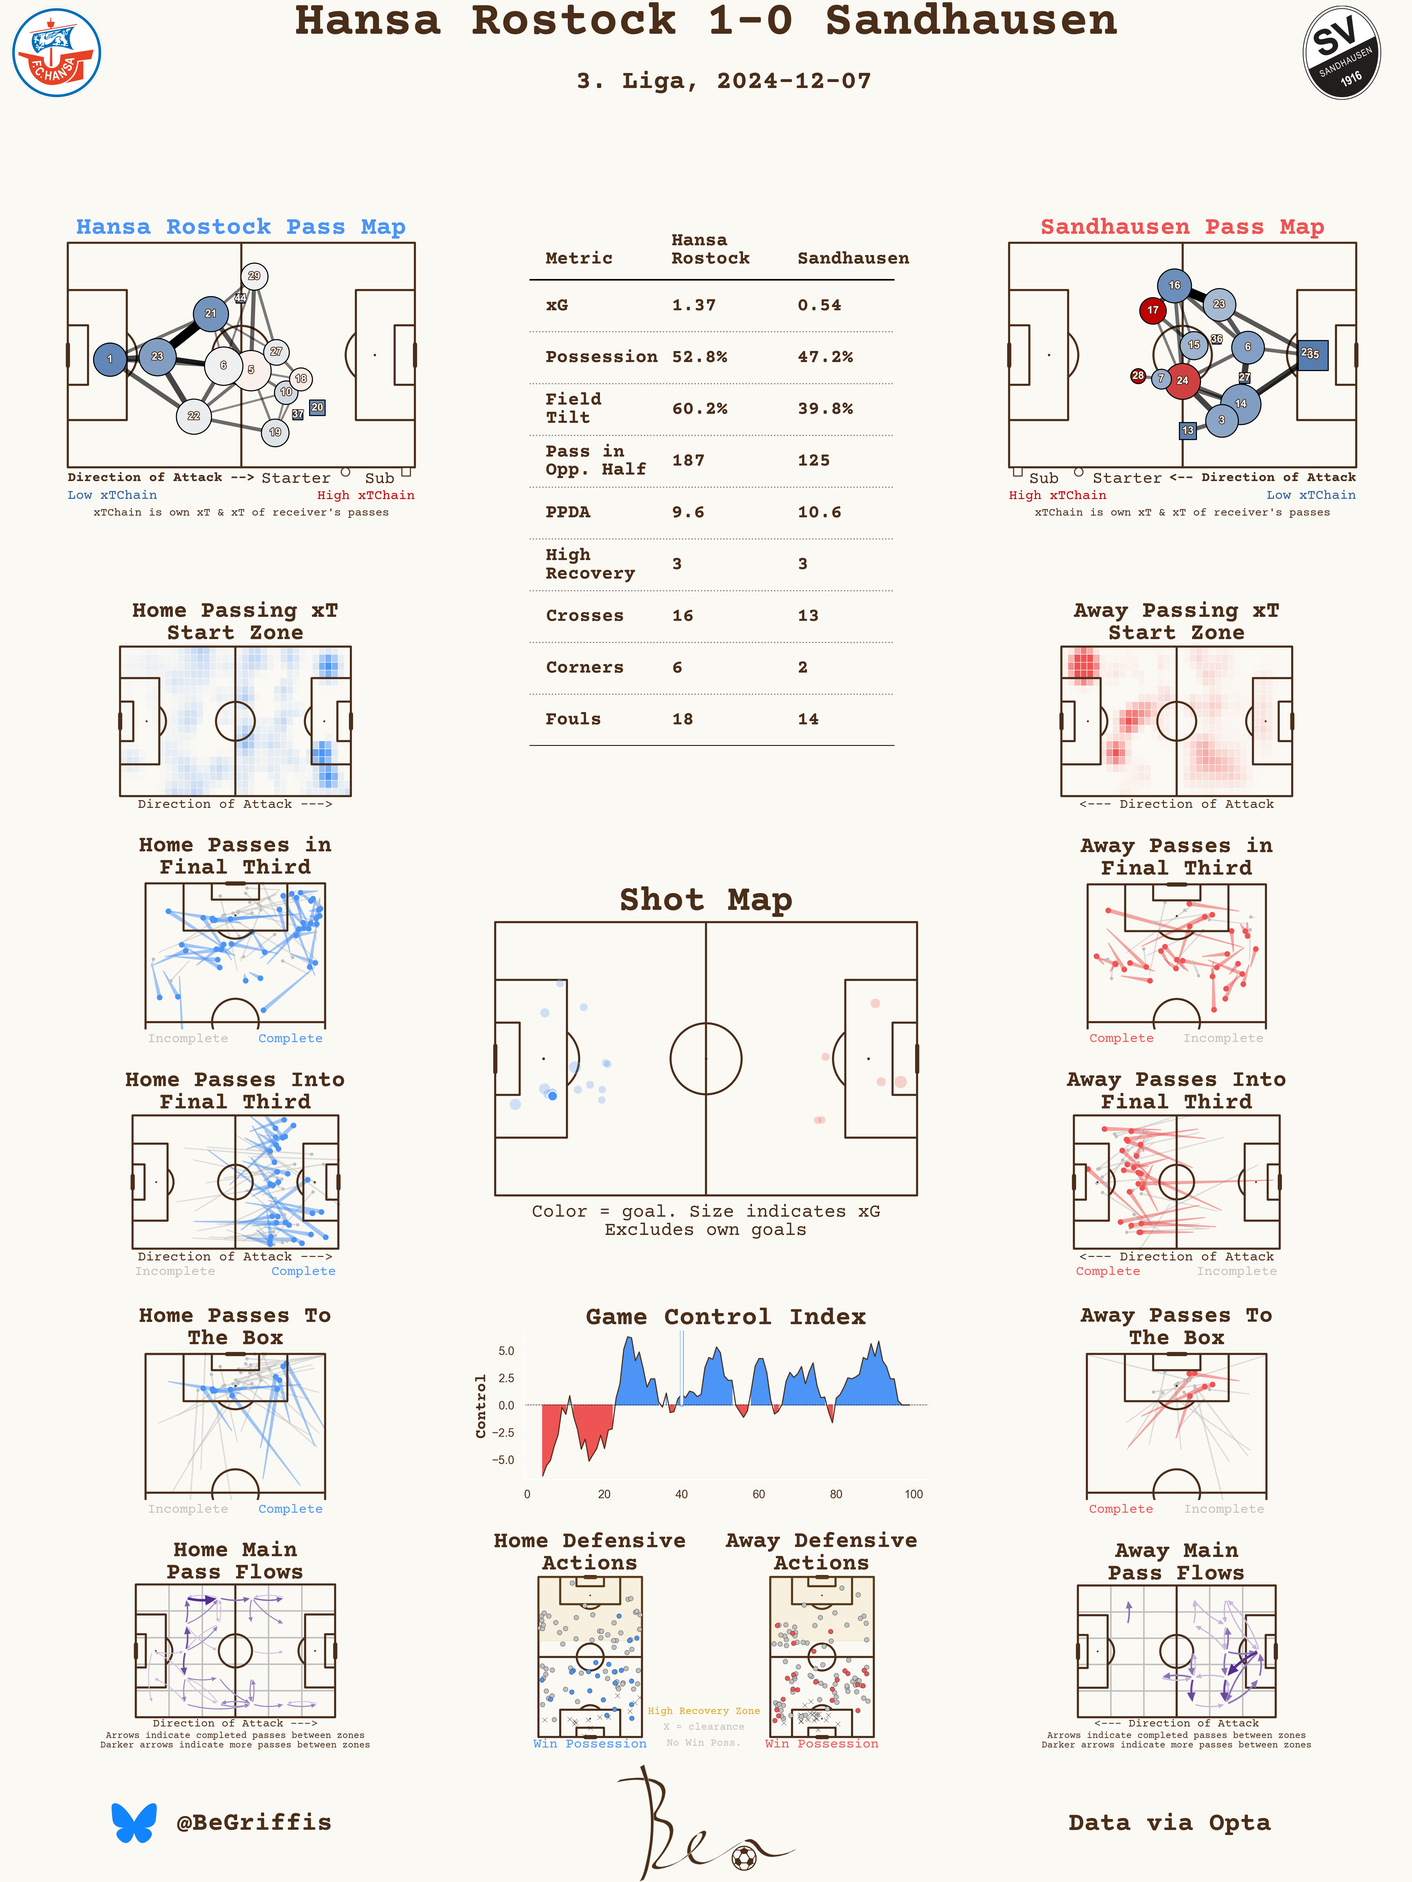 Hansa Rostock 1-0 Sandhausen
3. Liga, 2024-12-07
F.C. HANSA
SV
SANDHAUSEN
1916
Hansa Rostock Pass Map
29
44
21
1
23
6
5
27
18
10
20
37
22
19
Direction of Attack --> Starter Sub
Low xTChain High xTChain
xTChain is own xT & xT of receiver's passes
Metric Hansa Rostock Sandhausen
xG 1.37 0.54
Possession 52.8% 47.2%
Field Tilt 60.2% 39.8%
Pass in Opp. Half 187 125
PPDA 9.6 10.6
High Recovery 3 3
Crosses 16 13
Corners 6 2
Fouls 18 14
Sandhausen Pass Map
16
17
23
15
36
6
35
28
7
24
27
14
3
13
Sub Starter <-- Direction of Attack
High xTChain Low xTChain
xTChain is own xT & xT of receiver's passes
Home Passing xT
Start Zone
Direction of Attack --->
Away Passing xT
Start Zone
<--- Direction of Attack
Home Passes in
Final Third
Incomplete Complete
Away Passes in
Final Third
Complete Incomplete
Shot Map
Color = goal. Size indicates xG
Excludes own goals
Home Passes Into
Final Third
Direction of Attack --->
Incomplete Complete
Away Passes Into
Final Third
<--- Direction of Attack
Complete Incomplete
Home Passes To
The Box
Incomplete Complete
Game Control Index
Control
5.0
2.5
0.0
−2.5
−5.0
0 20 40 60 80 100
Away Passes To
The Box
Complete Incomplete
Home Main
Pass Flows
Direction of Attack --->
Arrows indicate completed passes between zones
Darker arrows indicate more passes between zones
Home Defensive
Actions
Win Possession
Away Defensive
Actions
Win Possession
High Recovery Zone
X = clearance
No Win Poss.
Away Main
Pass Flows
<--- Direction of Attack
Arrows indicate completed passes between zones
Darker arrows indicate more passes between zones
@BeGriffis
Ben
Data via Opta